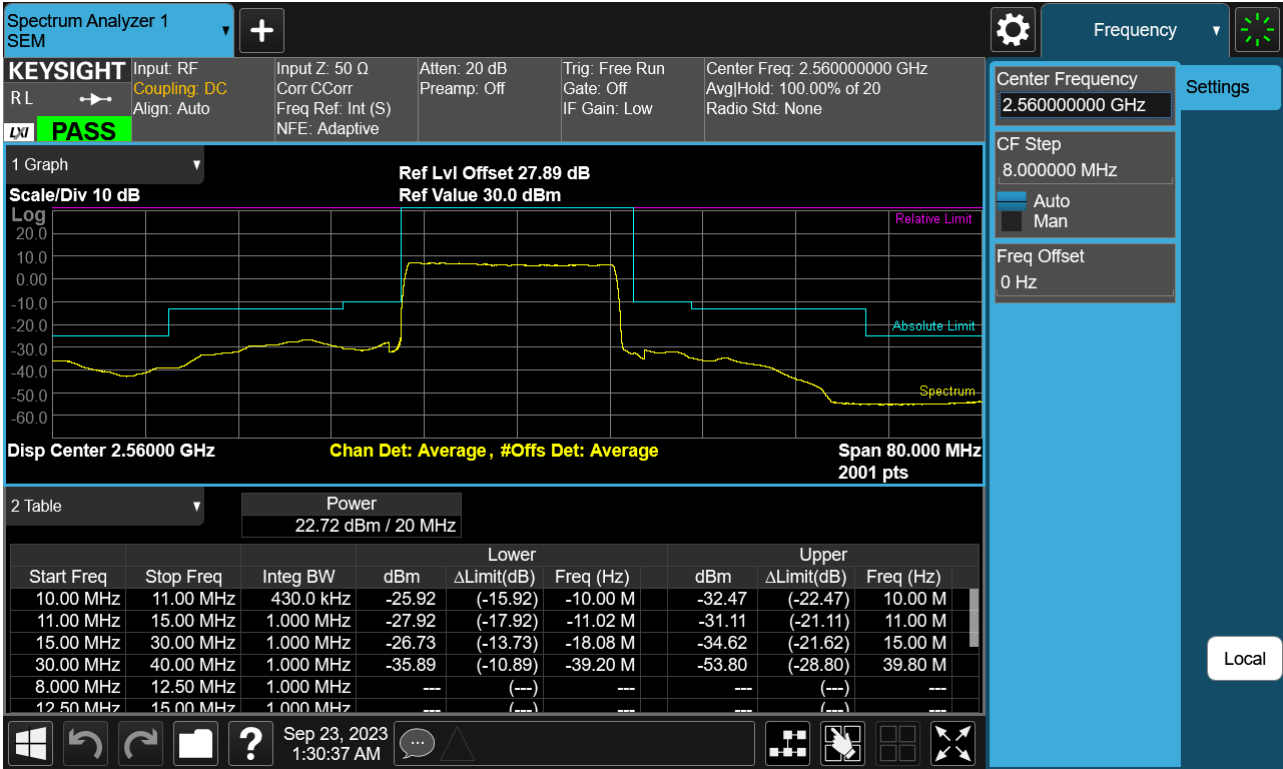 Spectrum Analyzer 1
SEM
▼
+
Frequency
▼
KEYSIGHT
R L
LXI
PASS
Input: RF
Coupling: DC
Align: Auto
Input Z: 50 Ω
Corr CCorr
Freq Ref: Int (S)
NFE: Adaptive
Atten: 20 dB
Preamp: Off
Trig: Free Run
Gate: Off
IF Gain: Low
Center Freq: 2.560000000 GHz
Avg|Hold: 100.00% of 20
Radio Std: None
Center Frequency
2.560000000 GHz
Settings
CF Step
8.000000 MHz
Auto
Man
Freq Offset
0 Hz
Local
1 Graph ▼
Scale/Div 10 dB
Ref Lvl Offset 27.89 dB
Ref Value 30.0 dBm
Log
20.0
10.0
0.00
-10.0
-20.0
-30.0
-40.0
-50.0
-60.0
Relative Limit
Absolute Limit
Spectrum
Disp Center 2.56000 GHz
Chan Det: Average , #Offs Det: Average
Span 80.000 MHz
2001 pts
2 Table ▼
Power
22.72 dBm / 20 MHz
Lower Upper
Start Freq Stop Freq Integ BW dBm ΔLimit(dB) Freq (Hz) dBm ΔLimit(dB) Freq (Hz)
10.00 MHz 11.00 MHz 430.0 kHz -25.92 (-15.92) -10.00 M -32.47 (-22.47) 10.00 M
11.00 MHz 15.00 MHz 1.000 MHz -27.92 (-17.92) -11.02 M -31.11 (-21.11) 11.00 M
15.00 MHz 30.00 MHz 1.000 MHz -26.73 (-13.73) -18.08 M -34.62 (-21.62) 15.00 M
30.00 MHz 40.00 MHz 1.000 MHz -35.89 (-10.89) -39.20 M -53.80 (-28.80) 39.80 M
8.000 MHz 12.50 MHz 1.000 MHz --- (---) --- --- (---) ---
12.50 MHz 15.00 MHz 1.000 MHz --- (---) --- --- (---) ---
?
Sep 23, 2023
1:30:37 AM
...